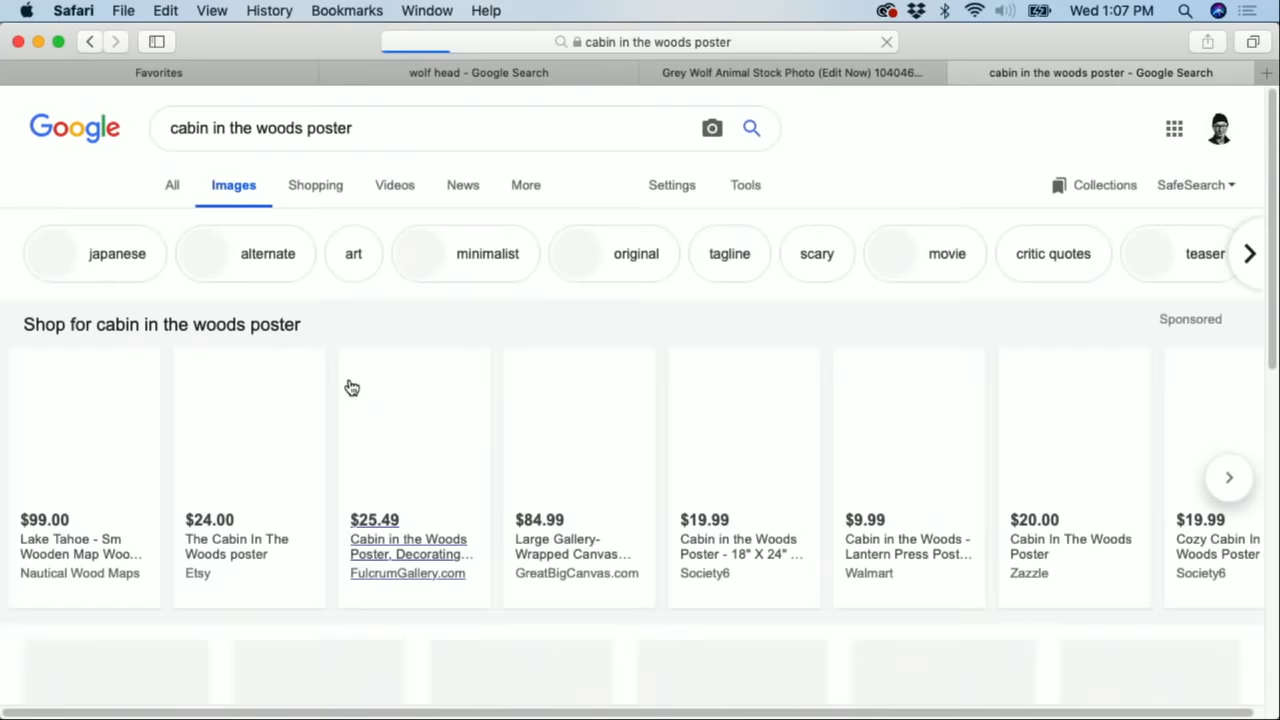 Safari File Edit View History Bookmarks Window Help Wed 1:07 PM
cabin in the woods poster
Favorites wolf head - Google Search Grey Wolf Animal Stock Photo (Edit Now) 104046... cabin in the woods poster - Google Search
Google cabin in the woods poster
All Images Shopping Videos News More Settings Tools Collections SafeSearch
japanese alternate art minimalist original tagline scary movie critic quotes teaser
Shop for cabin in the woods poster Sponsored
$99.00 $24.00 $25.49 $84.99 $19.99 $9.99 $20.00 $19.99
Lake Tahoe - Sm The Cabin In The Cabin in the Woods Large Gallery- Cabin in the Woods Cabin in the Woods - Cabin In The Woods Cozy Cabin In
Wooden Map Woo... Woods poster Poster, Decorating... Wrapped Canvas... Poster - 18" X 24" ... Lantern Press Post... Poster Woods Poster
Nautical Wood Maps Etsy FulcrumGallery.com GreatBigCanvas.com Society6 Walmart Zazzle Society6